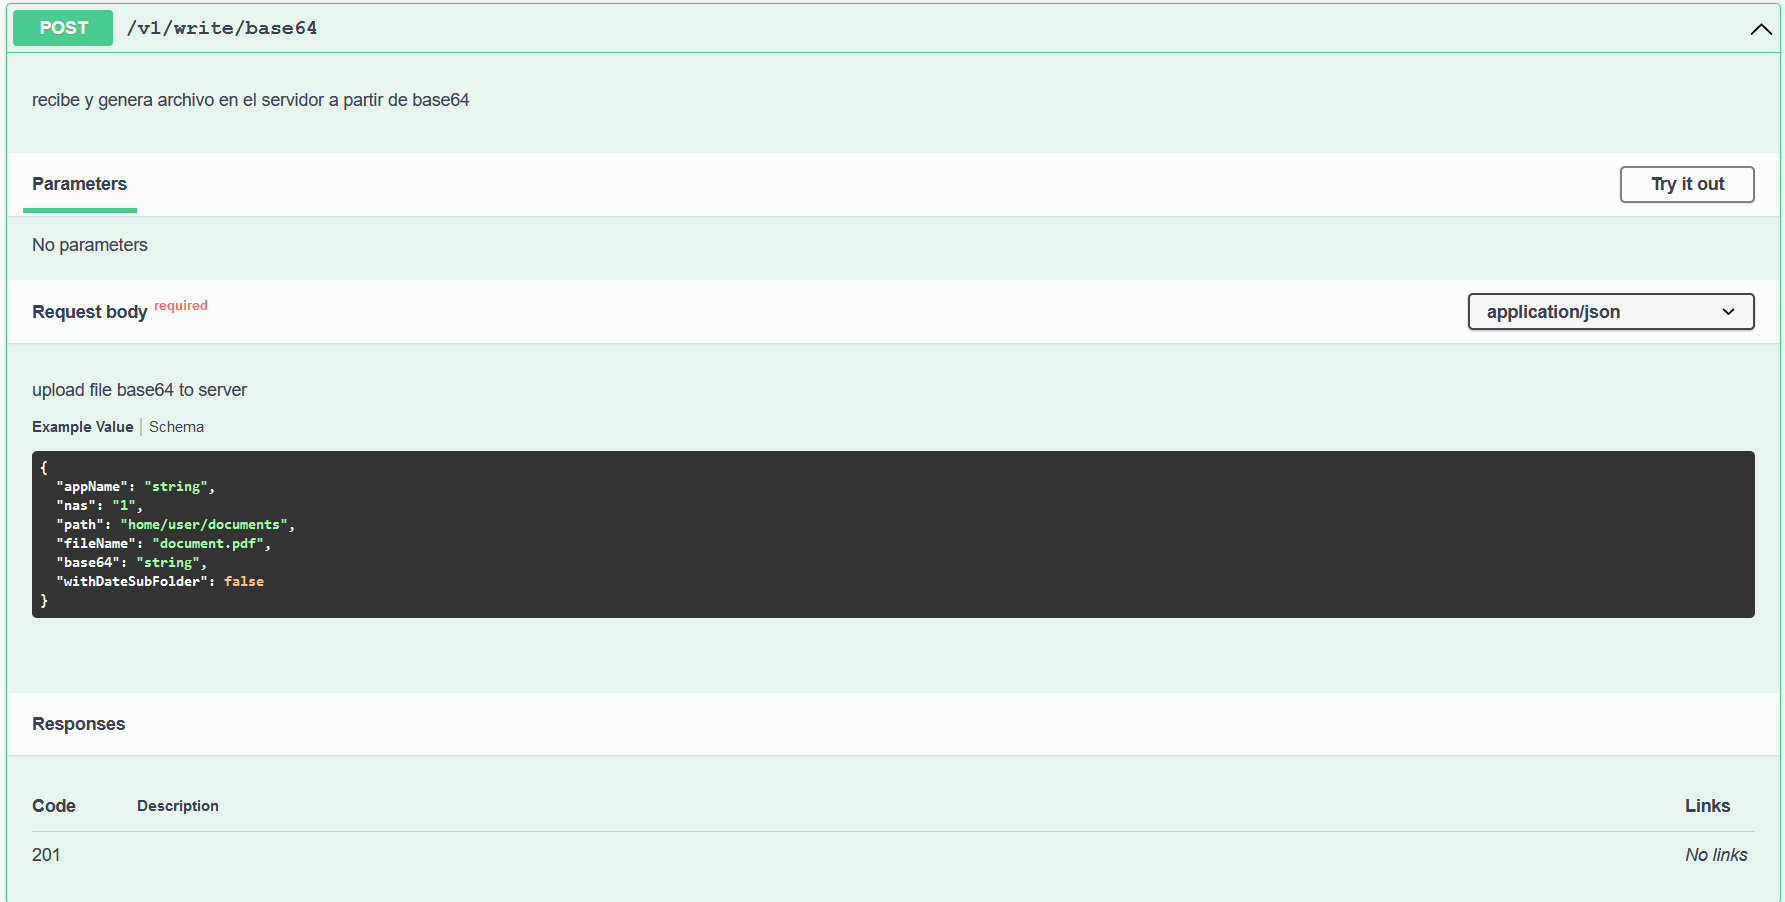 POST /v1/write/base64
recibe y genera archivo en el servidor a partir de base64
Parameters
Try it out
No parameters
Request body required
application/json
upload file base64 to server
Example Value | Schema
{
  "appName": "string",
  "nas": "1",
  "path": "home/user/documents",
  "fileName": "document.pdf",
  "base64": "string",
  "withDateSubFolder": false
}
Responses
Code Description Links
201 No links